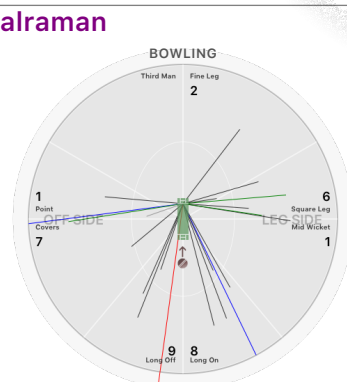 alraman
BOWLING
Third Man
Fine Leg
2
1
Point
OFF SIDE
Covers
7
6
Square Leg
LEG SIDE
Mid Wicket
1
9
Long Off
8
Long On